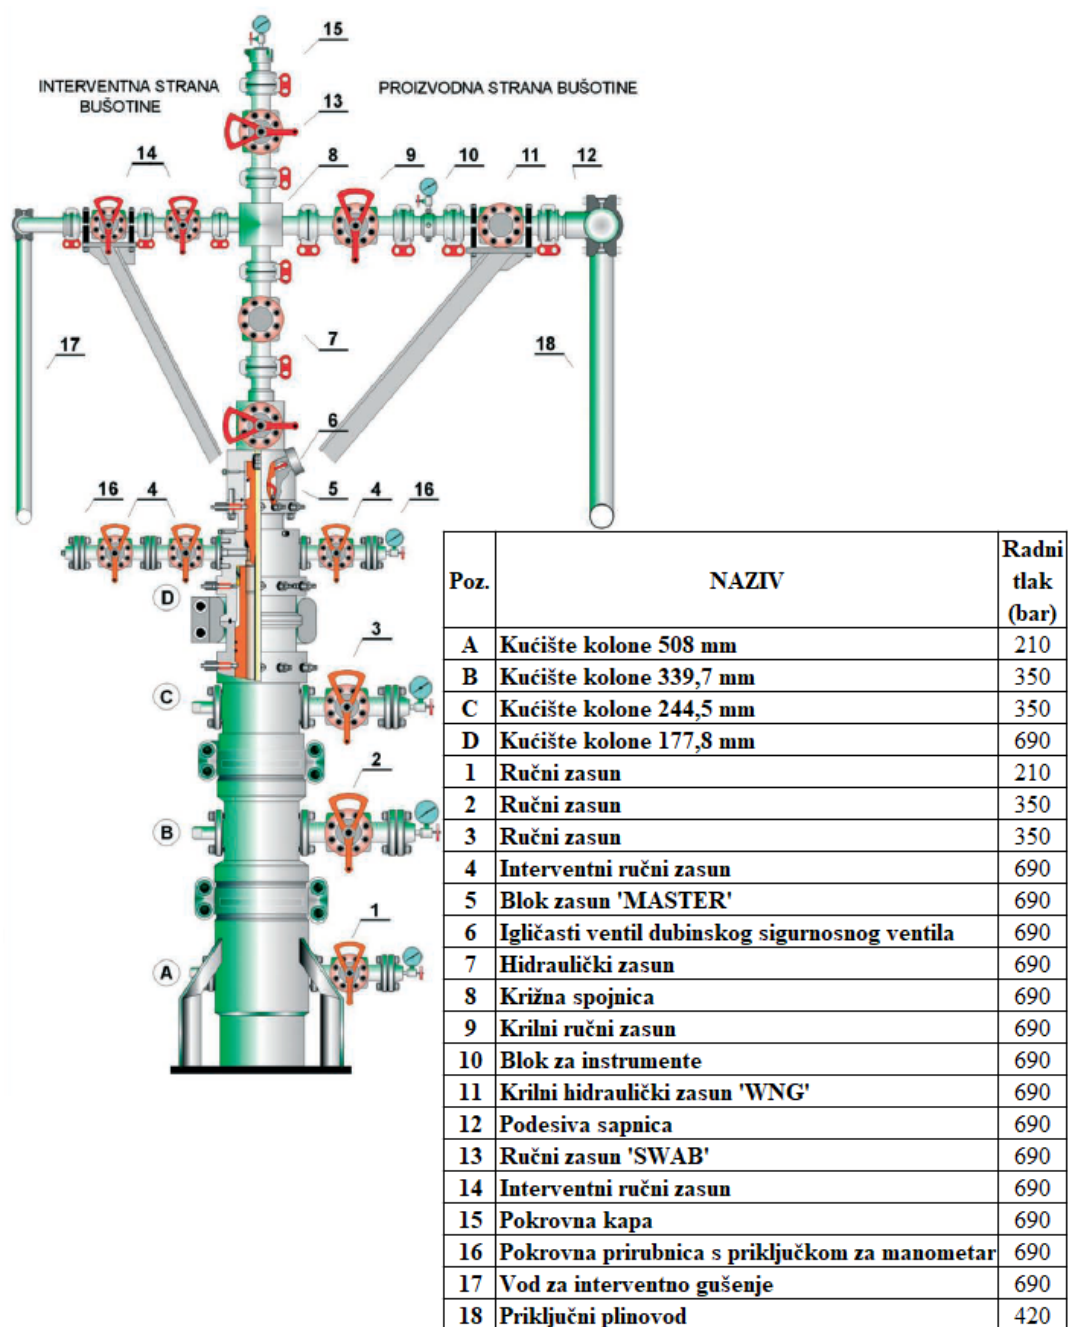 15
INTERVENTNA STRANA
BUŠOTINE
PROIZVODNA STRANA BUŠOTINE
13
14
8
9
10
11
12
7
17
18
6
5
16
4
4
16
D
3
C
2
B
1
A
Poz. NAZIV Radni tlak (bar)
A Kućište kolone 508 mm 210
B Kućište kolone 339,7 mm 350
C Kućište kolone 244,5 mm 350
D Kućište kolone 177,8 mm 690
1 Ručni zasun 210
2 Ručni zasun 350
3 Ručni zasun 350
4 Interventni ručni zasun 690
5 Blok zasun 'MASTER' 690
6 Igličasti ventil dubinskog sigurnosnog ventila 690
7 Hidraulički zasun 690
8 Križna spojnica 690
9 Krilni ručni zasun 690
10 Blok za instrumente 690
11 Krilni hidraulički zasun 'WNG' 690
12 Podesiva sapnica 690
13 Ručni zasun 'SWAB' 690
14 Interventni ručni zasun 690
15 Pokrovna kapa 690
16 Pokrovna prirubnica s priključkom za manometar 690
17 Vod za interventno gušenje 690
18 Priključni plinovod 420